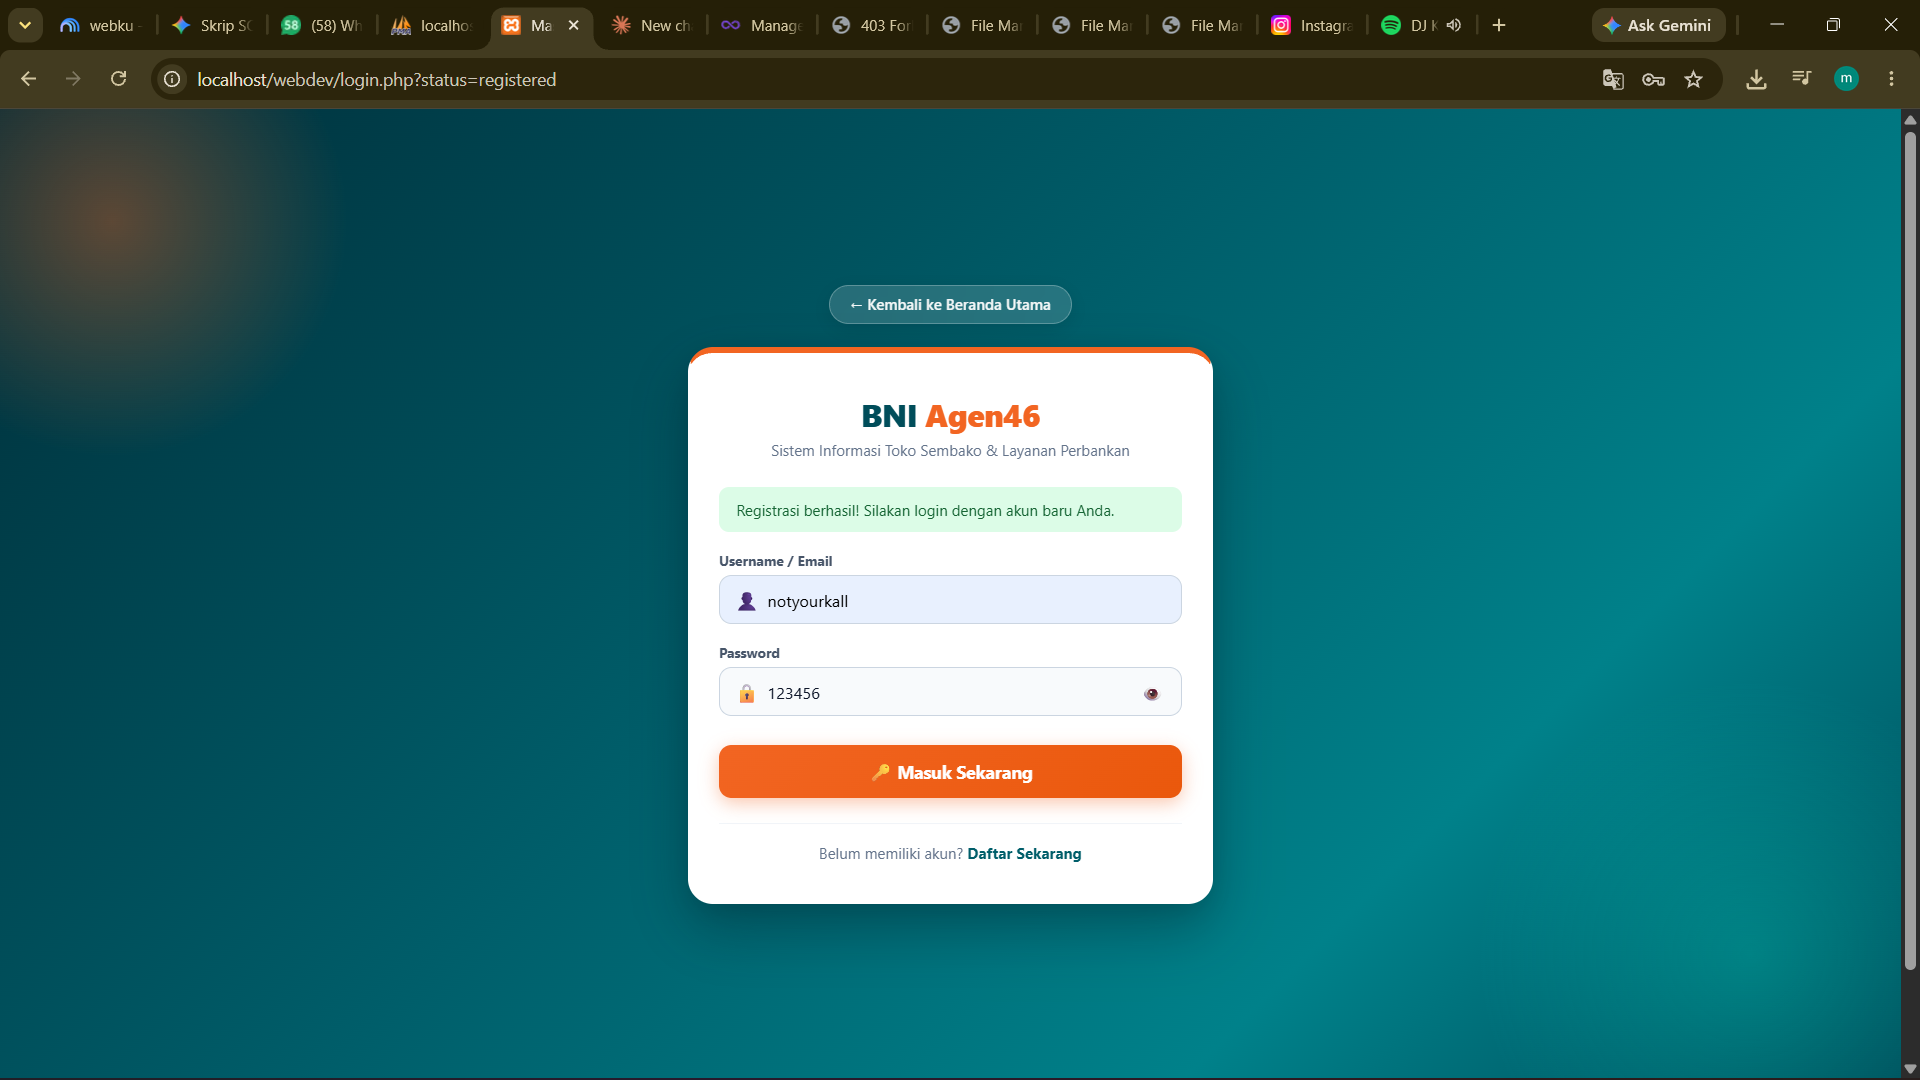 webku -
Skrip S
58
(58) Wh
localho
Ma
New ch
Manage
403 For
File Ma
File Ma
File Ma
Instagra
DJ K
Ask Gemini
localhost/webdev/login.php?status=registered
m
← Kembali ke Beranda Utama
BNI Agen46
Sistem Informasi Toko Sembako & Layanan Perbankan
Registrasi berhasil! Silakan login dengan akun baru Anda.
Username / Email
notyourkall
Password
123456
Masuk Sekarang
Belum memiliki akun? Daftar Sekarang